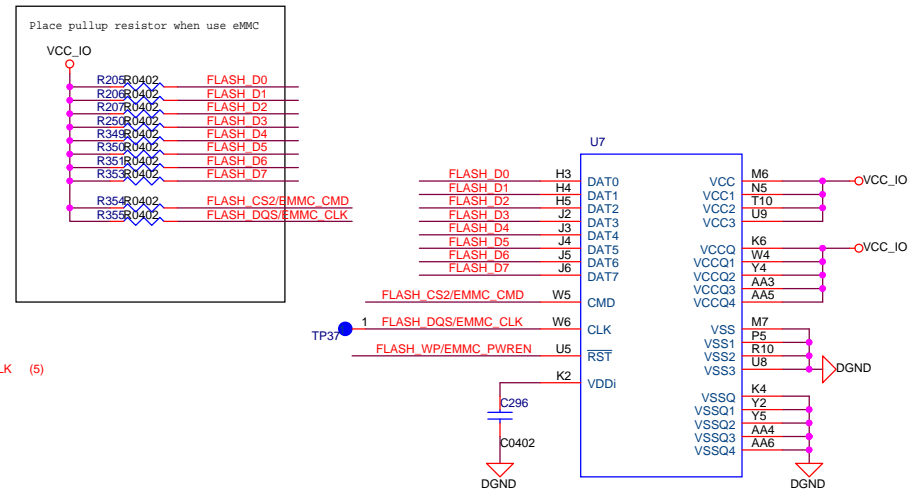 Place pullup resistor when use eMMC
VCC_IO
R205 R0402 FLASH_D0
R206 R0402 FLASH_D1
R207 R0402 FLASH_D2
R250 R0402 FLASH_D3
R349 R0402 FLASH_D4
R350 R0402 FLASH_D5
R351 R0402 FLASH_D6
R353 R0402 FLASH_D7
R354 R0402 FLASH_CS2/EMMC_CMD
R355 R0402 FLASH_DQS/EMMC_CLK
U7
FLASH_D0 H3 DAT0
FLASH_D1 H4 DAT1
FLASH_D2 H5 DAT2
FLASH_D3 J2 DAT3
FLASH_D4 J3 DAT4
FLASH_D5 J4 DAT5
FLASH_D6 J5 DAT6
FLASH_D7 J6 DAT7
FLASH_CS2/EMMC_CMD W5 CMD
TP37 1 FLASH_DQS/EMMC_CLK W6 CLK
FLASH_WP/EMMC_PWREN U5 RST
K2 VDDi
C296
C0402
DGND
VCC M6 VCC_IO
VCC1 N5
VCC2 T10
VCC3 U9
VCCQ K6 VCC_IO
VCCQ1 W4
VCCQ2 Y4
VCCQ3 AA3
VCCQ4 AA5
VSS M7
VSS1 P5
VSS2 R10
VSS3 U8
DGND
VSSQ K4
VSSQ1 Y2
VSSQ2 Y5
VSSQ3 AA4
VSSQ4 AA6
DGND
LK (5)